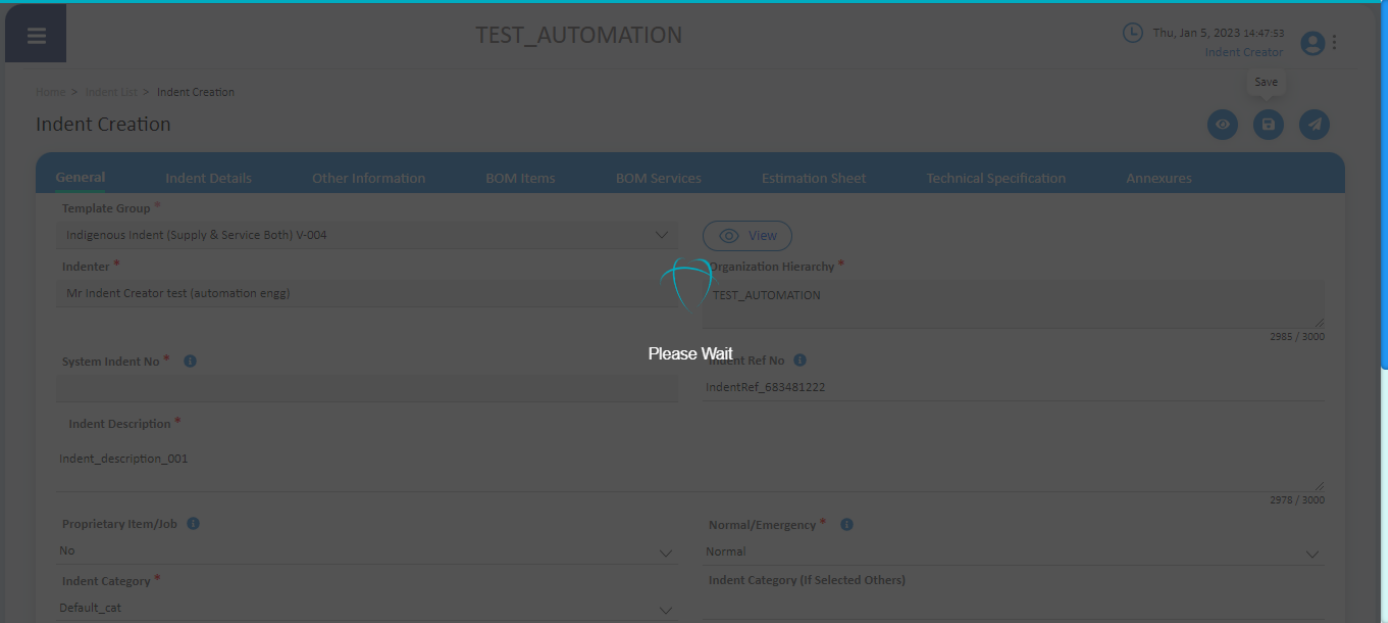 TEST_AUTOMATION
Thu, Jan 5, 2023 14:47:53
Indent Creator
Home > Indent List > Indent Creation
Save
Indent Creation
General Indent Details Other Information BOM Items BOM Services Estimation Sheet Technical Specification Annexures
Template Group *
Indigenous Indent (Supply & Service Both) V-004
View
Indenter *
Organization Hierarchy *
Mr Indent Creator test (automation engg)
TEST_AUTOMATION
2985 / 3000
Please Wait
System Indent No *
Indent Ref No
IndentRef_683481222
Indent Description *
Indent_description_001
2978 / 3000
Proprietary Item/Job
Normal/Emergency *
No
Normal
Indent Category *
Indent Category (If Selected Others)
Default_cat